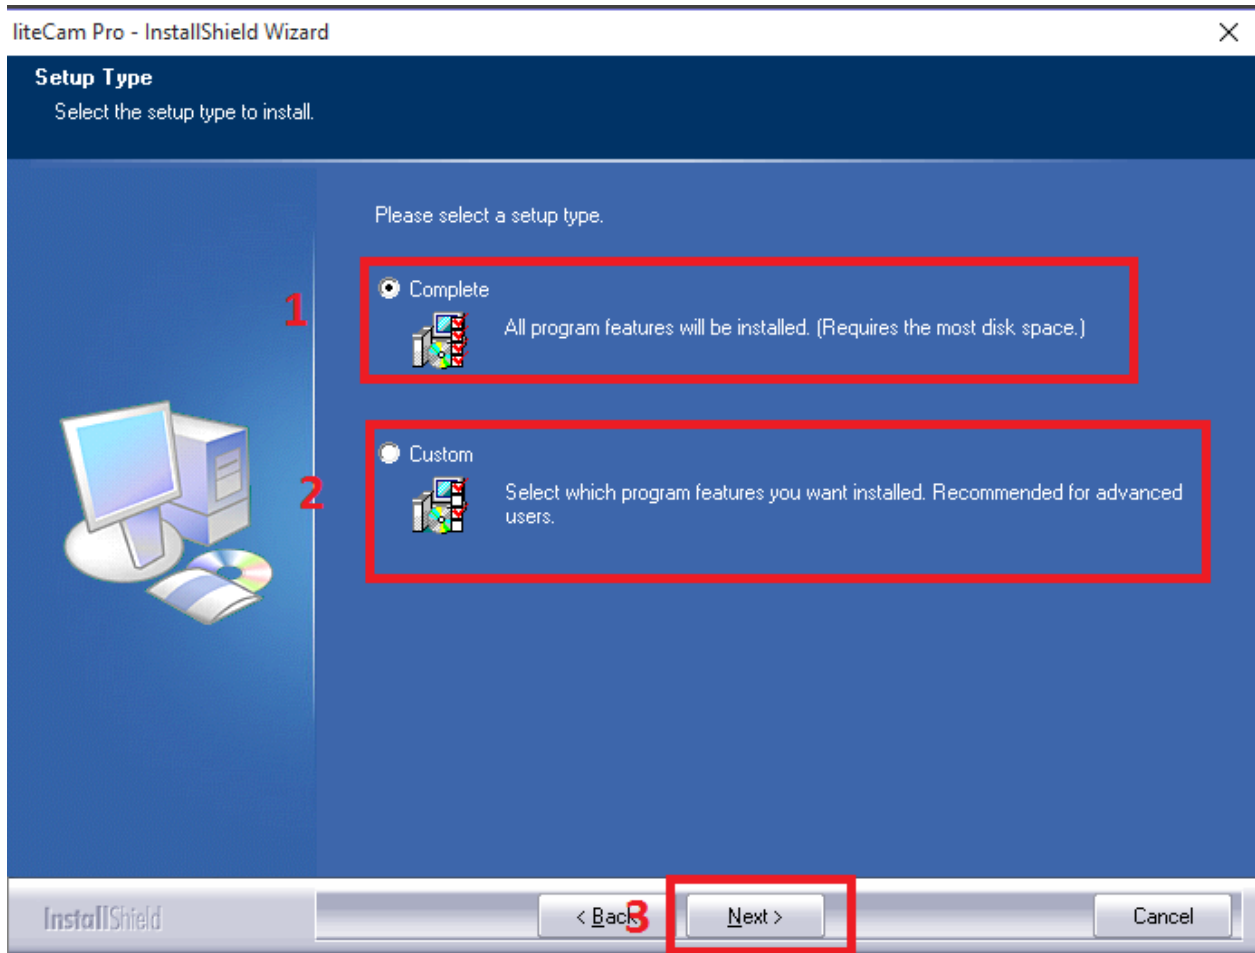 liteCam Pro - InstallShield Wizard
Setup Type
Select the setup type to install.
Please select a setup type.
1
Complete
All program features will be installed. (Requires the most disk space.)
2
Custom
Select which program features you want installed. Recommended for advanced
users.
InstallShield
< Back
3
Next >
Cancel